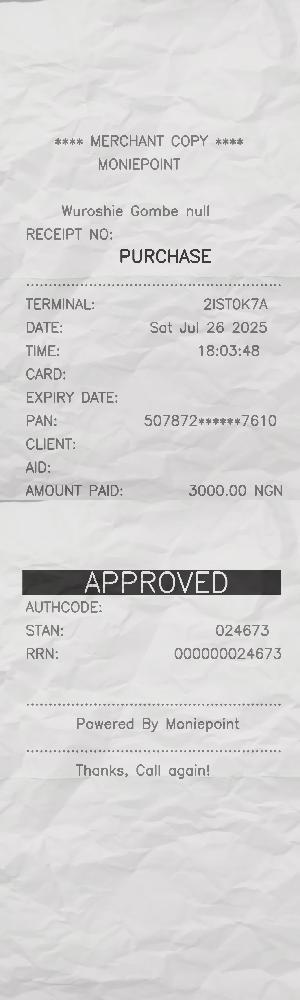 **** MERCHANT COPY ****
MONIEPOINT
Wuroshie Gombe null
RECEIPT NO:
PURCHASE
TERMINAL: 2IST0K7A
DATE: Sat Jul 26 2025
TIME: 18:03:48
CARD:
EXPIRY DATE:
PAN: 507872******7610
CLIENT:
AID:
AMOUNT PAID: 3000.00 NGN
APPROVED
AUTHCODE:
STAN: 024673
RRN: 000000024673
Powered By Moniepoint
Thanks, Call again!